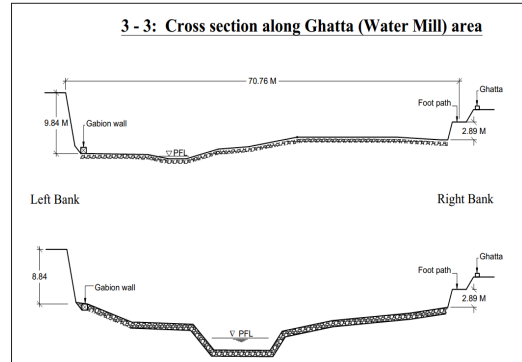 3 - 3: Cross section along Ghatta (Water Mill) area
70.76 M
Ghatta
Foot path
9.84 M
Gabion wall
2.89 M
PFL
Left Bank
Right Bank
Ghatta
8.84
Foot path
Gabion wall
2.89 M
PFL